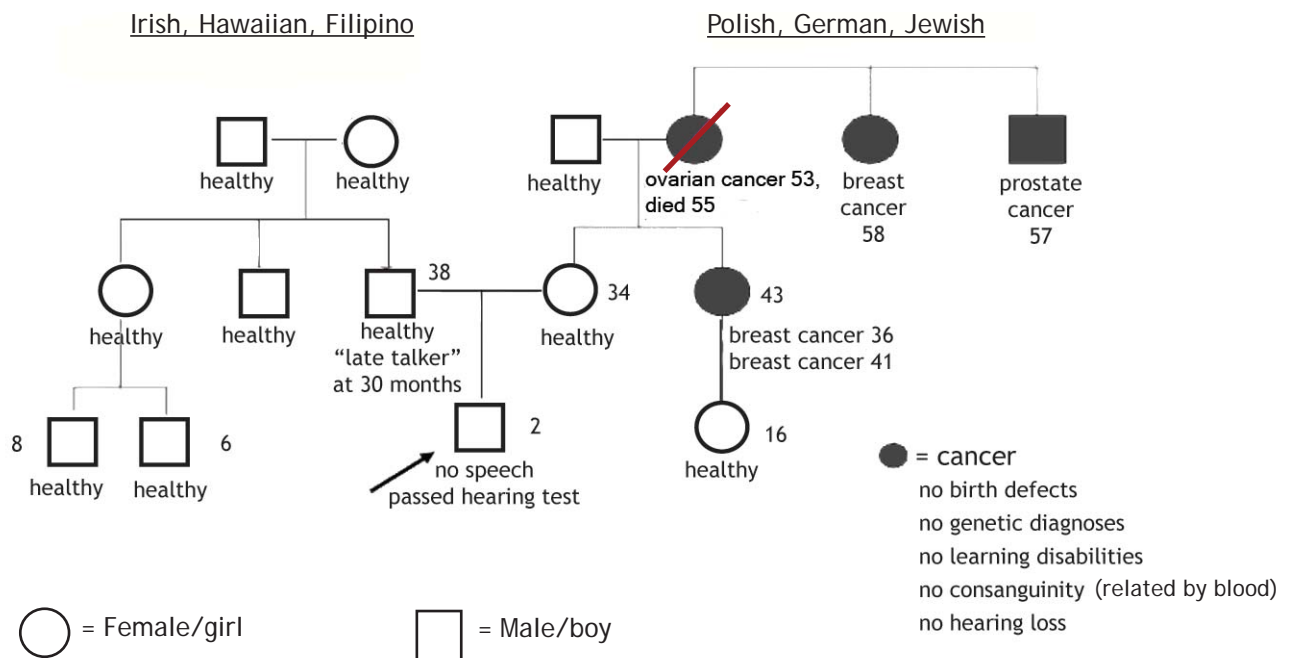 Irish, Hawaiian, Filipino
Polish, German, Jewish
healthy
healthy
healthy
ovarian cancer 53,
died 55
breast
cancer
58
prostate
cancer
57
healthy
healthy
38
healthy
"late talker"
at 30 months
34
healthy
43
breast cancer 36
breast cancer 41
8
healthy
6
healthy
2
no speech
passed hearing test
16
healthy
= cancer
no birth defects
no genetic diagnoses
no learning disabilities
no consanguinity (related by blood)
no hearing loss
= Female/girl
= Male/boy